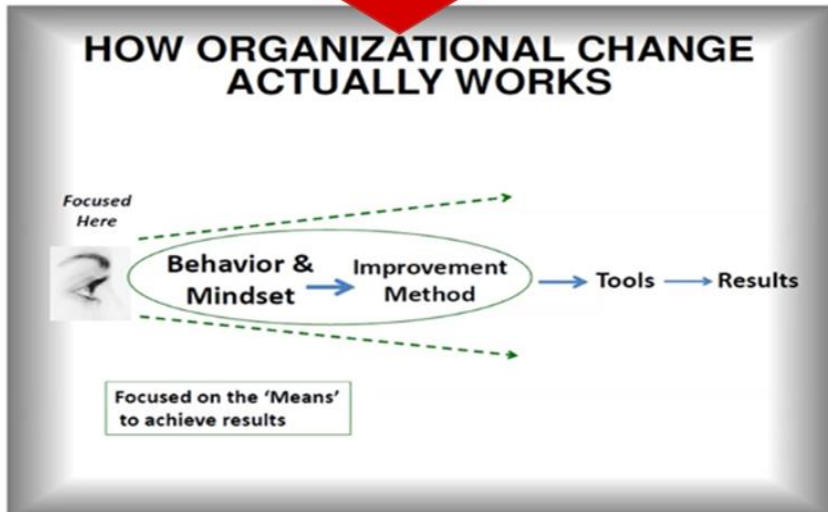 HOW ORGANIZATIONAL CHANGE
ACTUALLY WORKS
Focused
Here
Behavior &
Mindset
Improvement
Method
Tools
Results
Focused on the ‘Means’
to achieve results